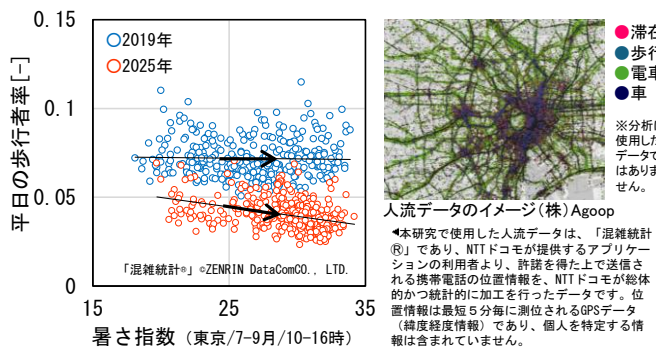 0.15
0.1
0.05
0
平日の歩行者率[-]
2019年
2025年
「混雑統計®」©ZENRIN DataComCO., LTD.
15
25
35
暑さ指数 (東京/7-9月/10-16時)
滞在
歩行
電車
車
※分析に
使用した
データで
はありま
せん。
人流データのイメージ(株)Agoop
◀本研究で使用した人流データは、「混雑統計
Ⓡ」であり、NTTドコモが提供するアプリケー
ションの利用者より、許諾を得た上で送信さ
れる携帯電話の位置情報を、NTTドコモが総体
的かつ統計的に加工を行ったデータです。位
置情報は最短５分毎に測位されるGPSデータ
（緯度経度情報）であり、個人を特定する情
報は含まれていません。